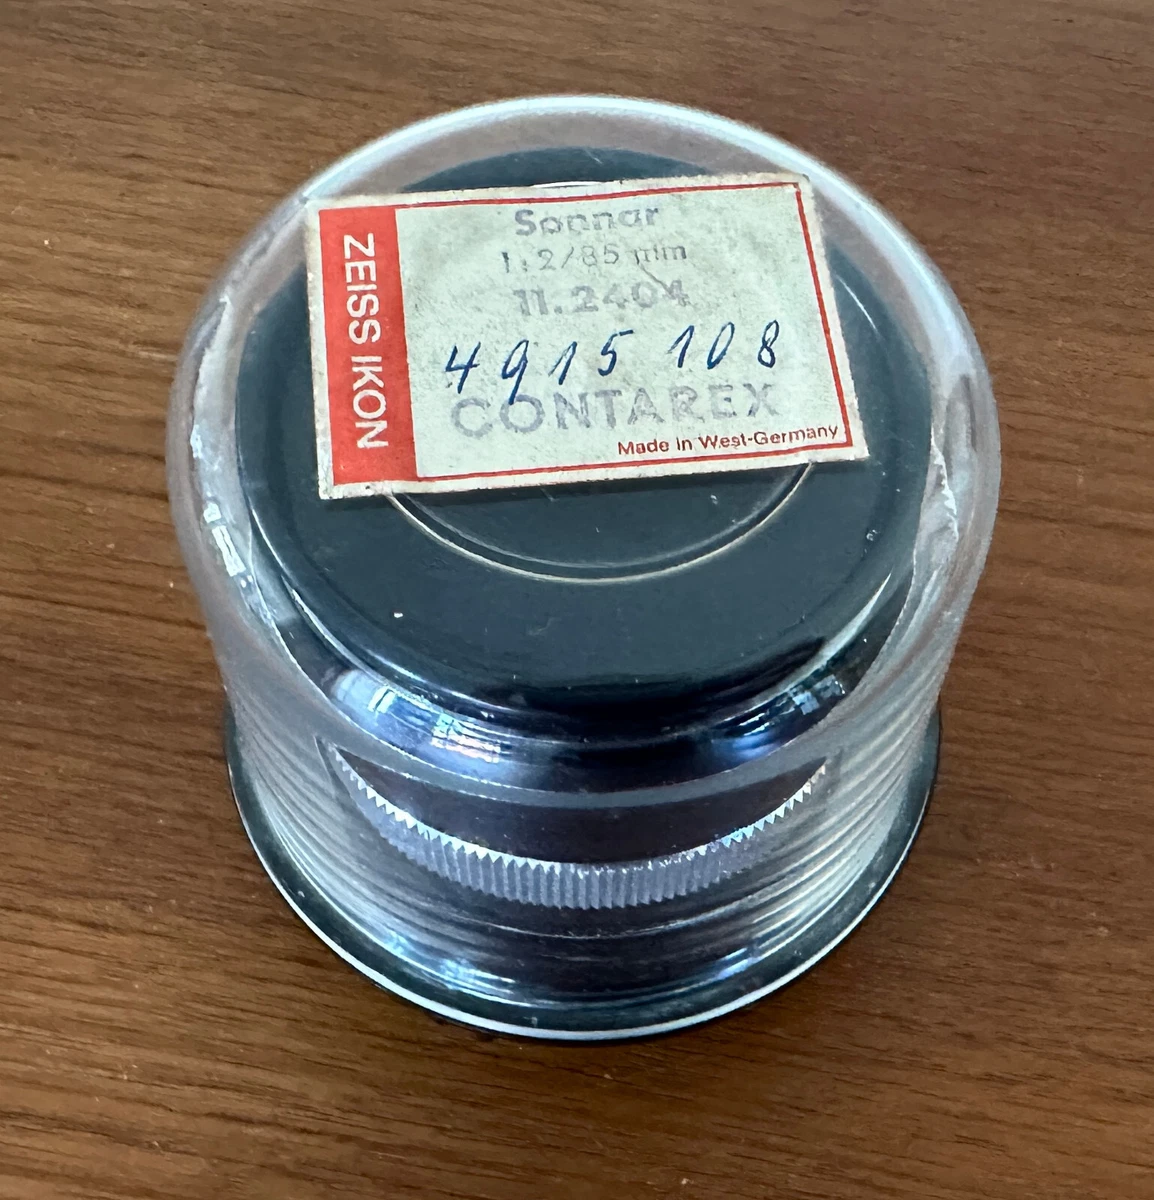 ZEISS IKON
Sonnar
1:2/85 mm
11.2404
4915 108
CONTAREX
Made in West-Germany